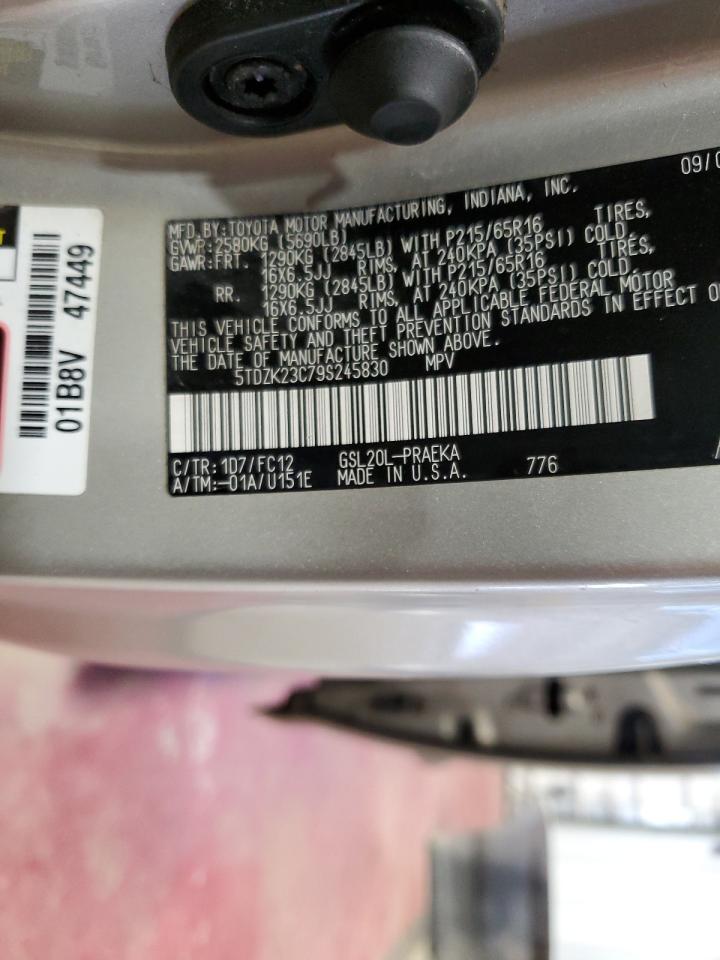 MFD.BY:TOYOTA MOTOR MANUFACTURING, INDIANA, INC. 09/0
GVWR:2580KG (5690LB)
GAWR:FRT. 1290KG (2845LB) WITH P215/65R16 TIRES,
16X6.5JJ RIMS, AT 240KPA (35PSI) COLD.
RR. 1290KG (2845LB) WITH P215/65R16 TIRES,
16X6.5JJ RIMS, AT 240KPA (35PSI) COLD.
THIS VEHICLE CONFORMS TO ALL APPLICABLE FEDERAL MOTOR
VEHICLE SAFETY AND THEFT PREVENTION STANDARDS IN EFFECT O
THE DATE OF MANUFACTURE SHOWN ABOVE.
5TDZK23C79S245830 MPV
C/TR: 1D7/FC12 GSL20L-PRAEKA 776
A/TM:-01A/U151E MADE IN U.S.A.
01B8V 47449